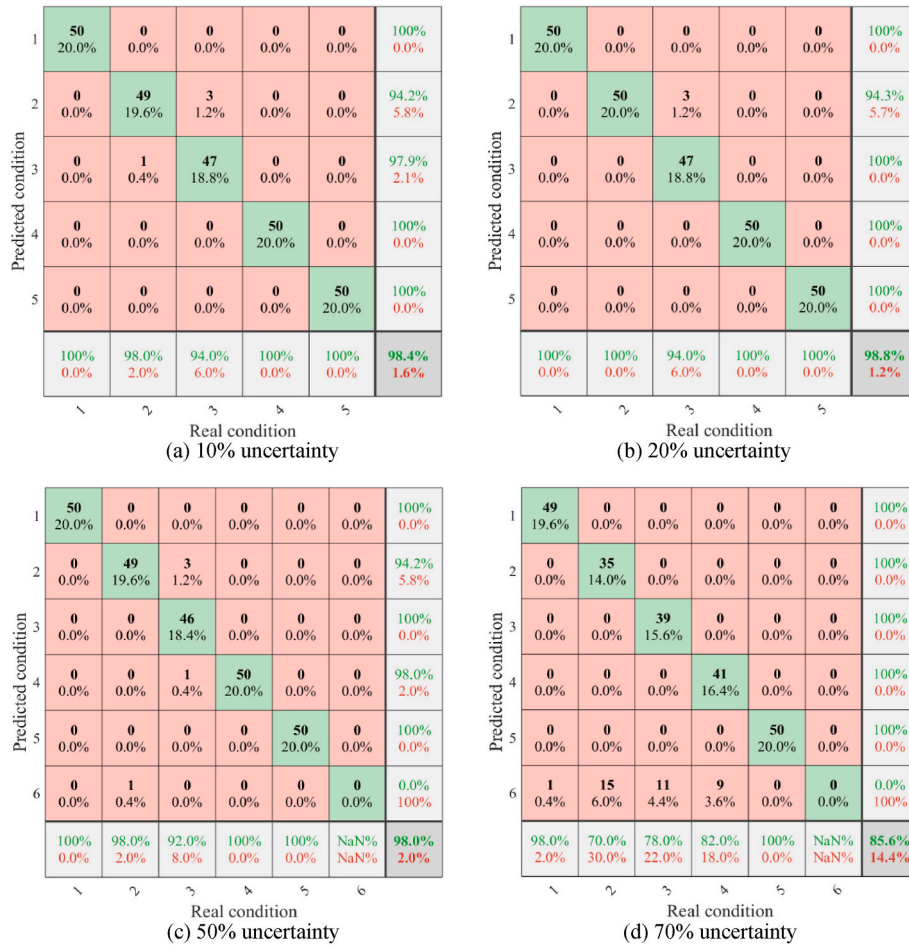 50 0 0 0 0 100%
1
20.0% 0.0% 0.0% 0.0% 0.0% 0.0%
0 49 3 0 0 94.2%
2
0.0% 19.6% 1.2% 0.0% 0.0% 5.8%
0 1 47 0 0 97.9%
3
0.0% 0.4% 18.8% 0.0% 0.0% 2.1%
0 0 0 50 0 100%
4
0.0% 0.0% 0.0% 20.0% 0.0% 0.0%
0 0 0 0 50 100%
5
0.0% 0.0% 0.0% 0.0% 20.0% 0.0%
100% 98.0% 94.0% 100% 100% 98.4%
0.0% 2.0% 6.0% 0.0% 0.0% 1.6%
1 2 3 4 5
Predicted condition
Real condition
(a) 10% uncertainty
50 0 0 0 0 100%
1
20.0% 0.0% 0.0% 0.0% 0.0% 0.0%
0 50 3 0 0 94.3%
2
0.0% 20.0% 1.2% 0.0% 0.0% 5.7%
0 0 47 0 0 100%
3
0.0% 0.0% 18.8% 0.0% 0.0% 0.0%
0 0 0 50 0 100%
4
0.0% 0.0% 0.0% 20.0% 0.0% 0.0%
0 0 0 0 50 100%
5
0.0% 0.0% 0.0% 0.0% 20.0% 0.0%
100% 100% 94.0% 100% 100% 98.8%
0.0% 0.0% 6.0% 0.0% 0.0% 1.2%
1 2 3 4 5
Predicted condition
Real condition
(b) 20% uncertainty
50 0 0 0 0 0 100%
1
20.0% 0.0% 0.0% 0.0% 0.0% 0.0% 0.0%
0 49 3 0 0 0 94.2%
2
0.0% 19.6% 1.2% 0.0% 0.0% 0.0% 5.8%
0 0 46 0 0 0 100%
3
0.0% 0.0% 18.4% 0.0% 0.0% 0.0% 0.0%
0 0 1 50 0 0 98.0%
4
0.0% 0.0% 0.4% 20.0% 0.0% 0.0% 2.0%
0 0 0 0 50 0 100%
5
0.0% 0.0% 0.0% 0.0% 20.0% 0.0% 0.0%
0 1 0 0 0 0 0.0%
6
0.0% 0.4% 0.0% 0.0% 0.0% 0.0% 100%
100% 98.0% 92.0% 100% 100% NaN% 98.0%
0.0% 2.0% 8.0% 0.0% 0.0% NaN% 2.0%
1 2 3 4 5 6
Predicted condition
Real condition
(c) 50% uncertainty
49 0 0 0 0 0 100%
1
19.6% 0.0% 0.0% 0.0% 0.0% 0.0% 0.0%
0 35 0 0 0 0 100%
2
0.0% 14.0% 0.0% 0.0% 0.0% 0.0% 0.0%
0 0 39 0 0 0 100%
3
0.0% 0.0% 15.6% 0.0% 0.0% 0.0% 0.0%
0 0 0 41 0 0 100%
4
0.0% 0.0% 0.0% 16.4% 0.0% 0.0% 0.0%
0 0 0 0 50 0 100%
5
0.0% 0.0% 0.0% 0.0% 20.0% 0.0% 0.0%
1 15 11 9 0 0 0.0%
6
0.4% 6.0% 4.4% 3.6% 0.0% 0.0% 100%
98.0% 70.0% 78.0% 82.0% 100% NaN% 85.6%
2.0% 30.0% 22.0% 18.0% 0.0% NaN% 14.4%
1 2 3 4 5 6
Predicted condition
Real condition
(d) 70% uncertainty